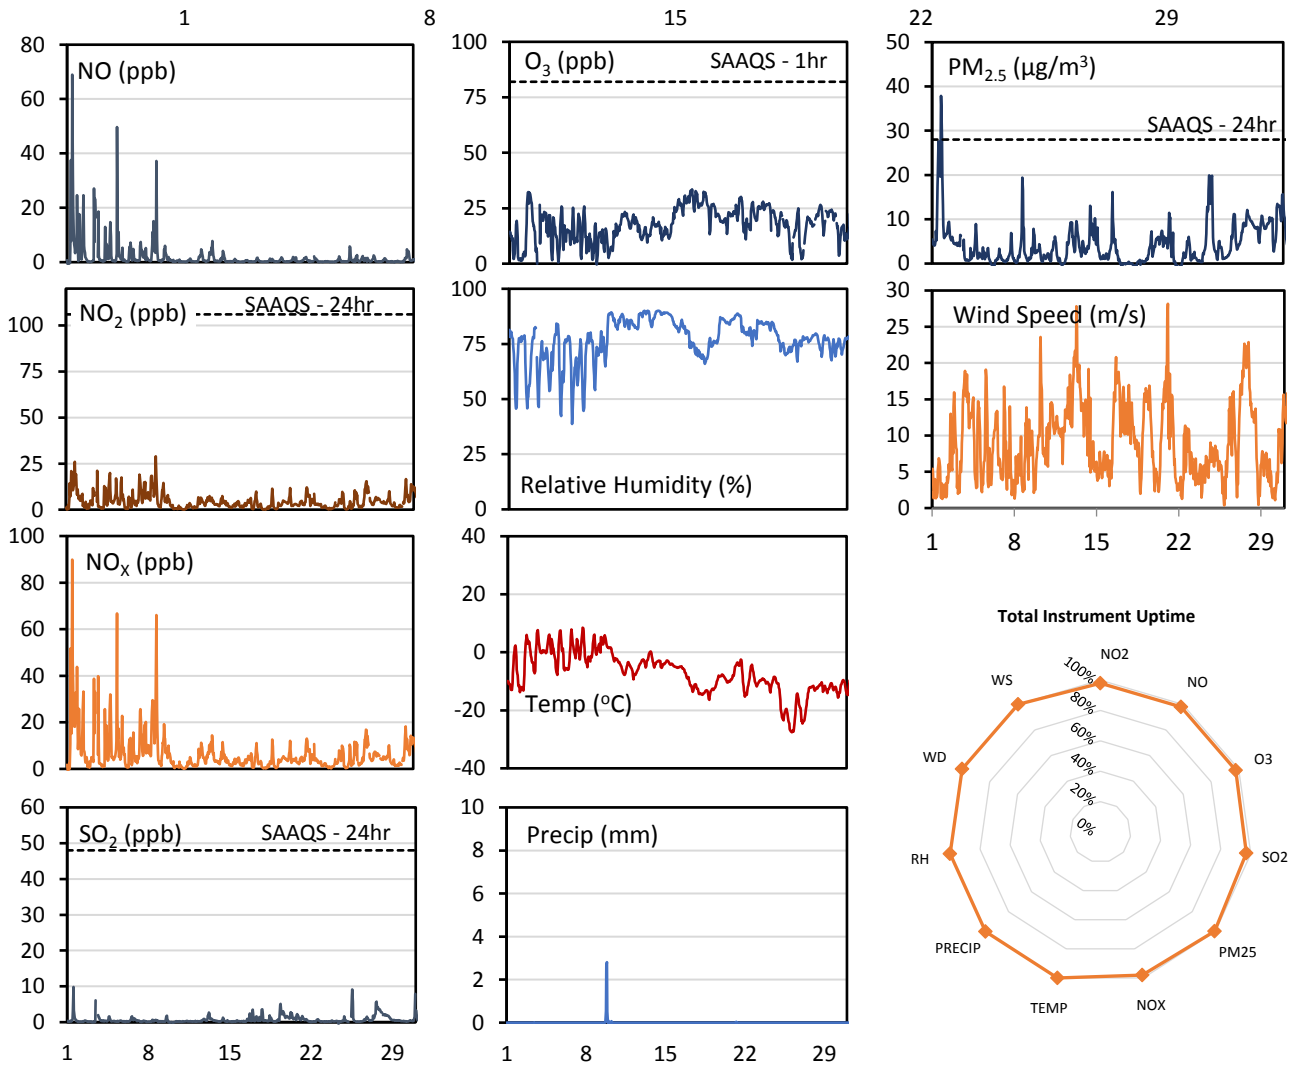 1 8 15 22 29
NO (ppb)
80
60
40
20
0
O3 (ppb)
SAAQS - 1hr
100
75
50
25
0
PM2.5 (µg/m³)
SAAQS - 24hr
50
40
30
20
10
0
NO2 (ppb)
SAAQS - 24hr
100
75
50
25
0
Relative Humidity (%)
100
75
50
25
0
Wind Speed (m/s)
30
25
20
15
10
5
0
1 8 15 22 29
NOX (ppb)
100
80
60
40
20
0
Temp (°C)
40
20
0
-20
-40
SO2 (ppb)
SAAQS - 24hr
60
50
40
30
20
10
0
1 8 15 22 29
Precip (mm)
10
8
6
4
2
0
1 8 15 22 29
Total Instrument Uptime
NO2
NO
O3
SO2
PM25
NOX
TEMP
PRECIP
RH
WD
WS
100%
80%
60%
40%
20%
0%